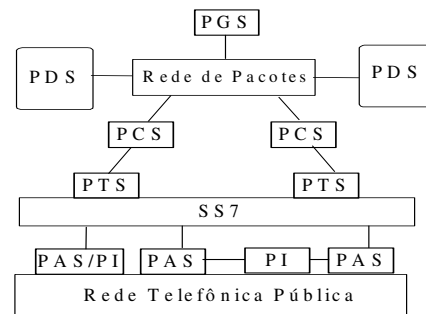 PGS
PDS
Rede de Pacotes
PDS
PCS
PCS
PTS
PTS
SS7
PAS/PI
PAS
PI
PAS
Rede Telefônica Pública